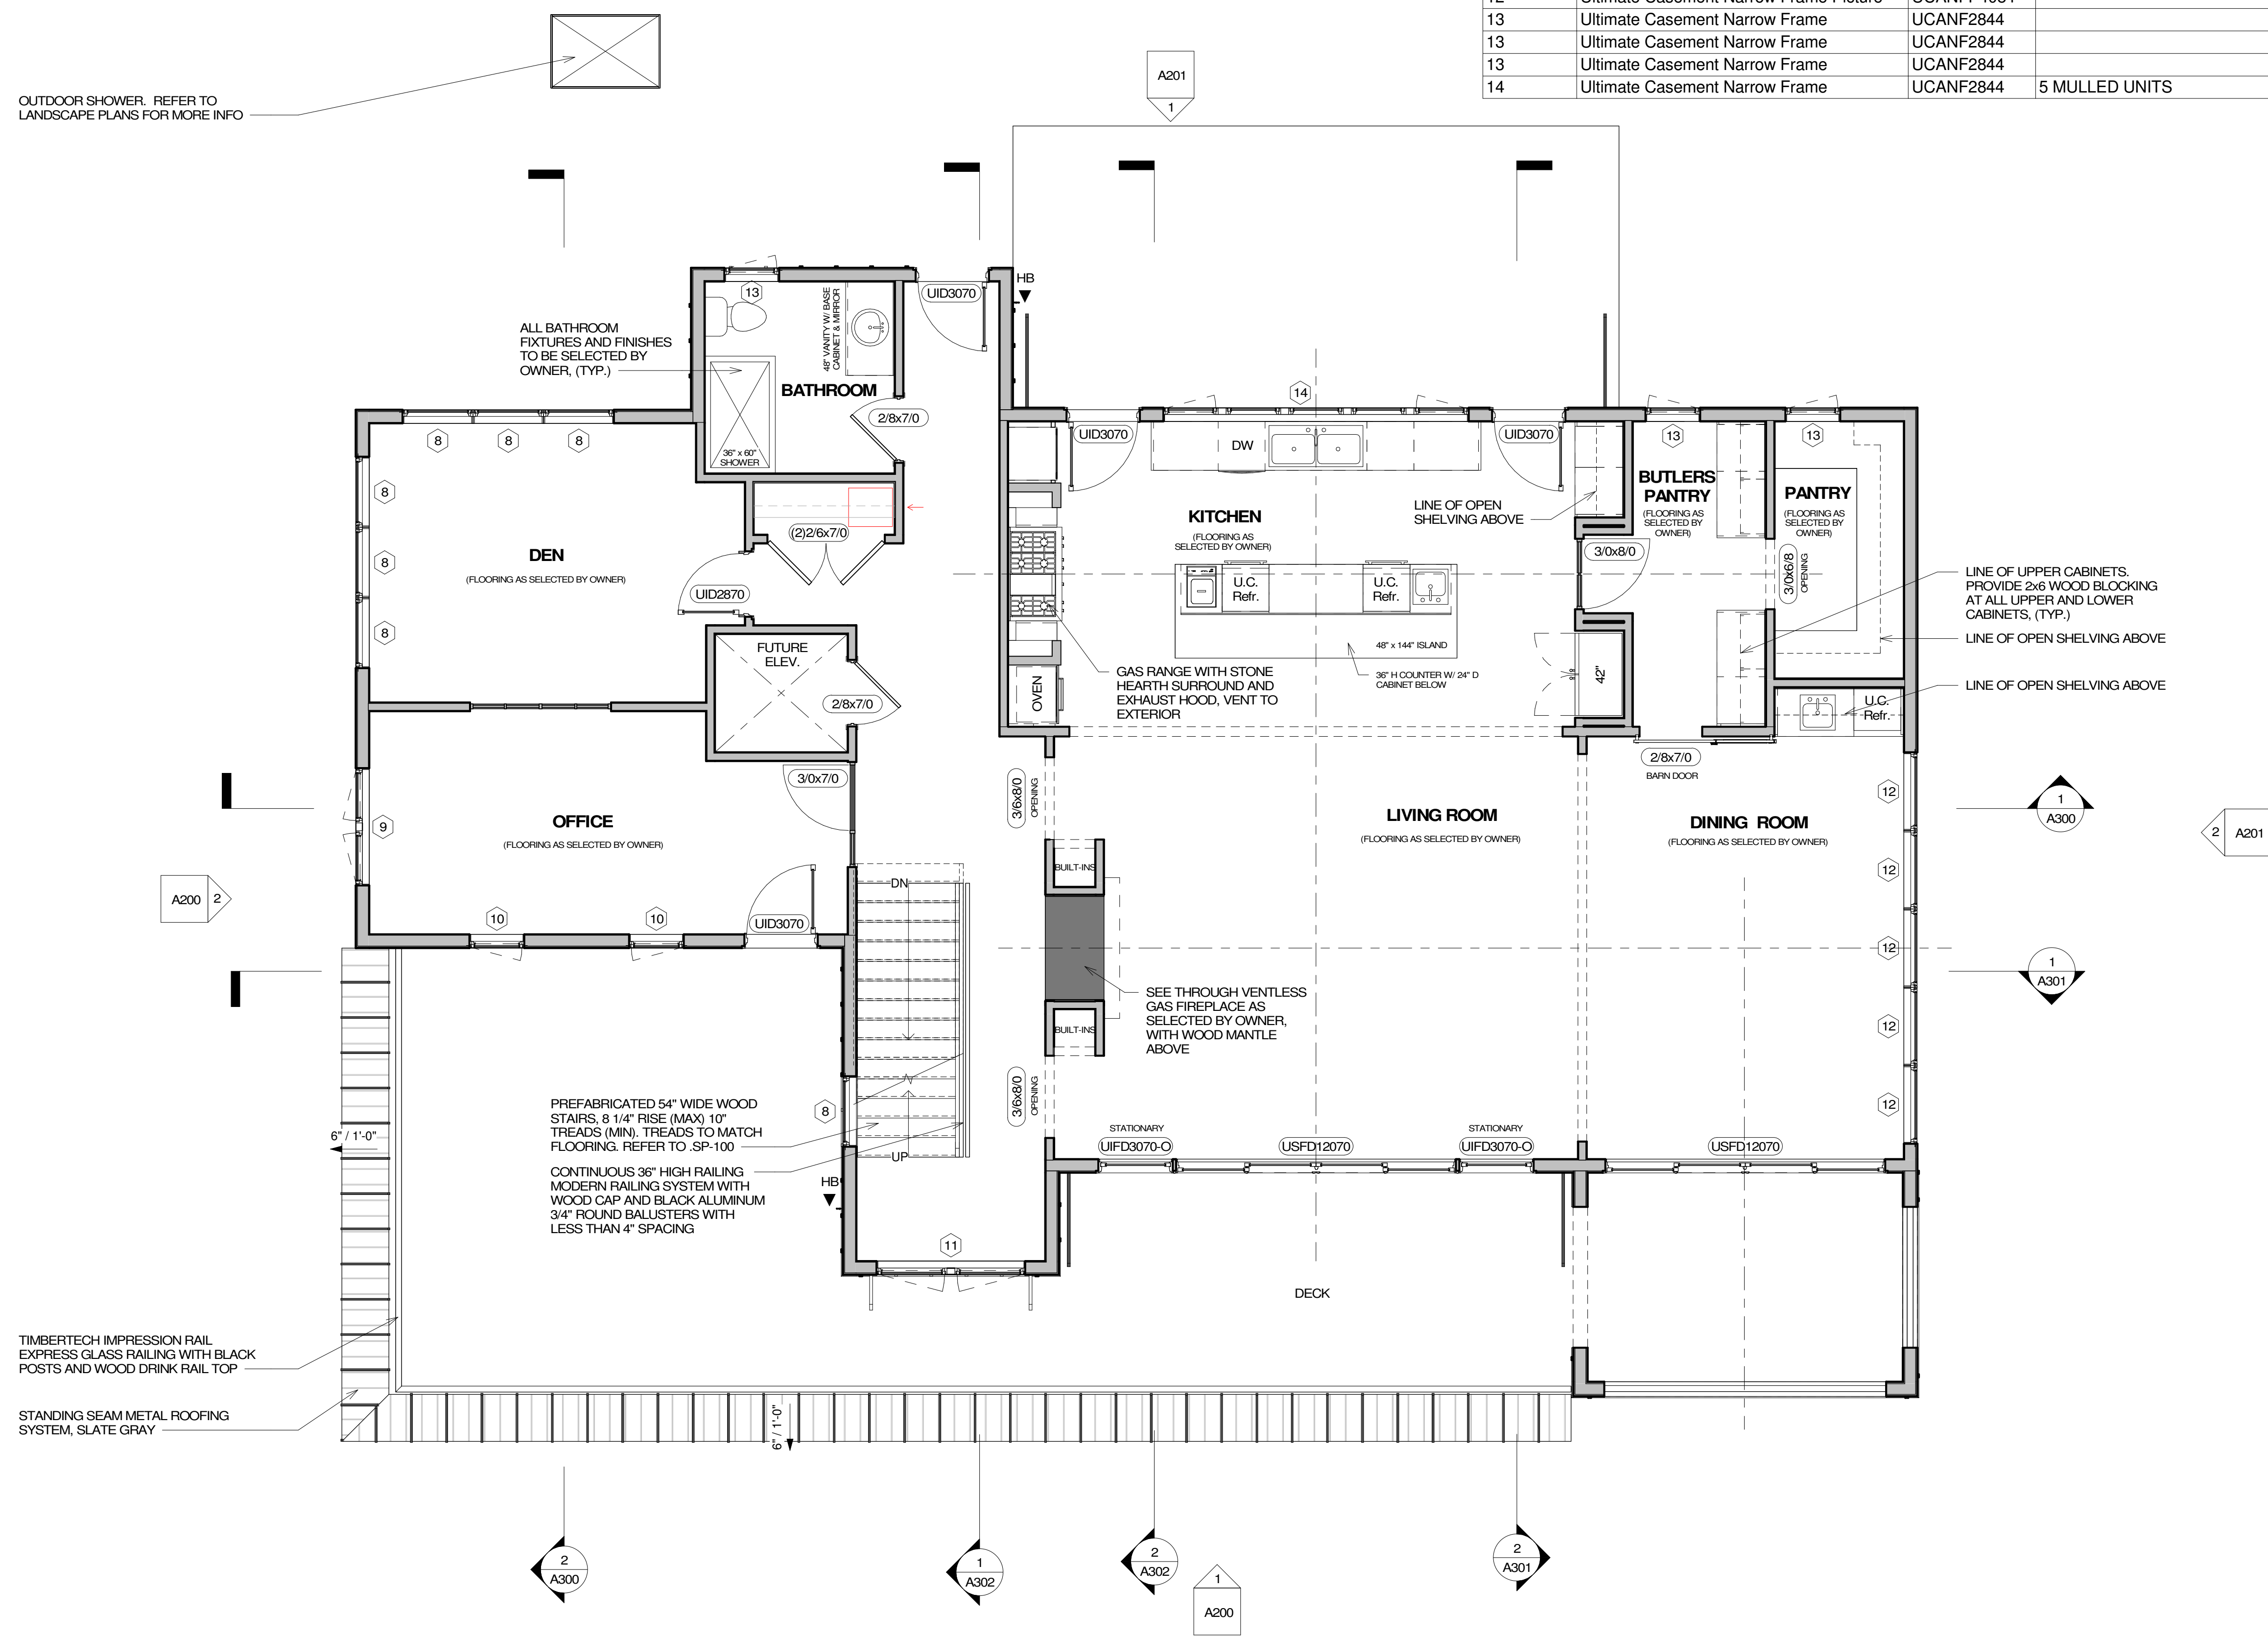 13 Ultimate Casement Narrow Frame UCANF2844
13 Ultimate Casement Narrow Frame UCANF2844
13 Ultimate Casement Narrow Frame UCANF2844
14 Ultimate Casement Narrow Frame UCANF2844 5 MULLED UNITS
OUTDOOR SHOWER. REFER TO
LANDSCAPE PLANS FOR MORE INFO
A201
1
HB
13
UID3070
48" VANITY W/ BASE
CABINET & MIRROR
ALL BATHROOM
FIXTURES AND FINISHES
TO BE SELECTED BY
OWNER, (TYP.)
BATHROOM
2/8x7/0
36" x 60"
SHOWER
14
8
8
8
UID3070
DW
UID3070
13
13
8
8
8
DEN
(FLOORING AS SELECTED BY OWNER)
(2)2/6x7/0
UID2870
KITCHEN
(FLOORING AS
SELECTED BY OWNER)
LINE OF OPEN
SHELVING ABOVE
BUTLERS
PANTRY
(FLOORING AS
SELECTED BY
OWNER)
PANTRY
(FLOORING AS
SELECTED BY
OWNER)
3/0x8/0
3/0x6/8
OPENING
U.C.
Refr.
U.C.
Refr.
LINE OF UPPER CABINETS.
PROVIDE 2x6 WOOD BLOCKING
AT ALL UPPER AND LOWER
CABINETS, (TYP.)
LINE OF OPEN SHELVING ABOVE
LINE OF OPEN SHELVING ABOVE
FUTURE
ELEV.
2/8x7/0
48" x 144" ISLAND
36" H COUNTER W/ 24" D
CABINET BELOW
GAS RANGE WITH STONE
HEARTH SURROUND AND
EXHAUST HOOD, VENT TO
EXTERIOR
OVEN
42"
U.C.
Refr.
2/8x7/0
BARN DOOR
3/0x7/0
3/6x8/0
OPENING
9
OFFICE
(FLOORING AS SELECTED BY OWNER)
LIVING ROOM
(FLOORING AS SELECTED BY OWNER)
DINING ROOM
(FLOORING AS SELECTED BY OWNER)
12
12
12
12
12
1
A300
2
A201
A200
2
BUILT-INS
DN
10
10
UID3070
1
A301
SEE THROUGH VENTLESS
GAS FIREPLACE AS
SELECTED BY OWNER,
WITH WOOD MANTLE
ABOVE
BUILT-INS
PREFABRICATED 54" WIDE WOOD
STAIRS, 8 1/4" RISE (MAX) 10"
TREADS (MIN). TREADS TO MATCH
FLOORING. REFER TO .SP-100
8
3/6x8/0
OPENING
6" / 1'-0"
UP
CONTINUOUS 36" HIGH RAILING
MODERN RAILING SYSTEM WITH
WOOD CAP AND BLACK ALUMINUM
3/4" ROUND BALUSTERS WITH
LESS THAN 4" SPACING
HB
STATIONARY
UIFD3070-O
USFD12070
STATIONARY
UIFD3070-O
USFD12070
11
DECK
TIMBERTECH IMPRESSION RAIL
EXPRESS GLASS RAILING WITH BLACK
POSTS AND WOOD DRINK RAIL TOP
STANDING SEAM METAL ROOFING
SYSTEM, SLATE GRAY
6" / 1'-0"
2
A300
1
A302
2
A302
2
A301
1
A200